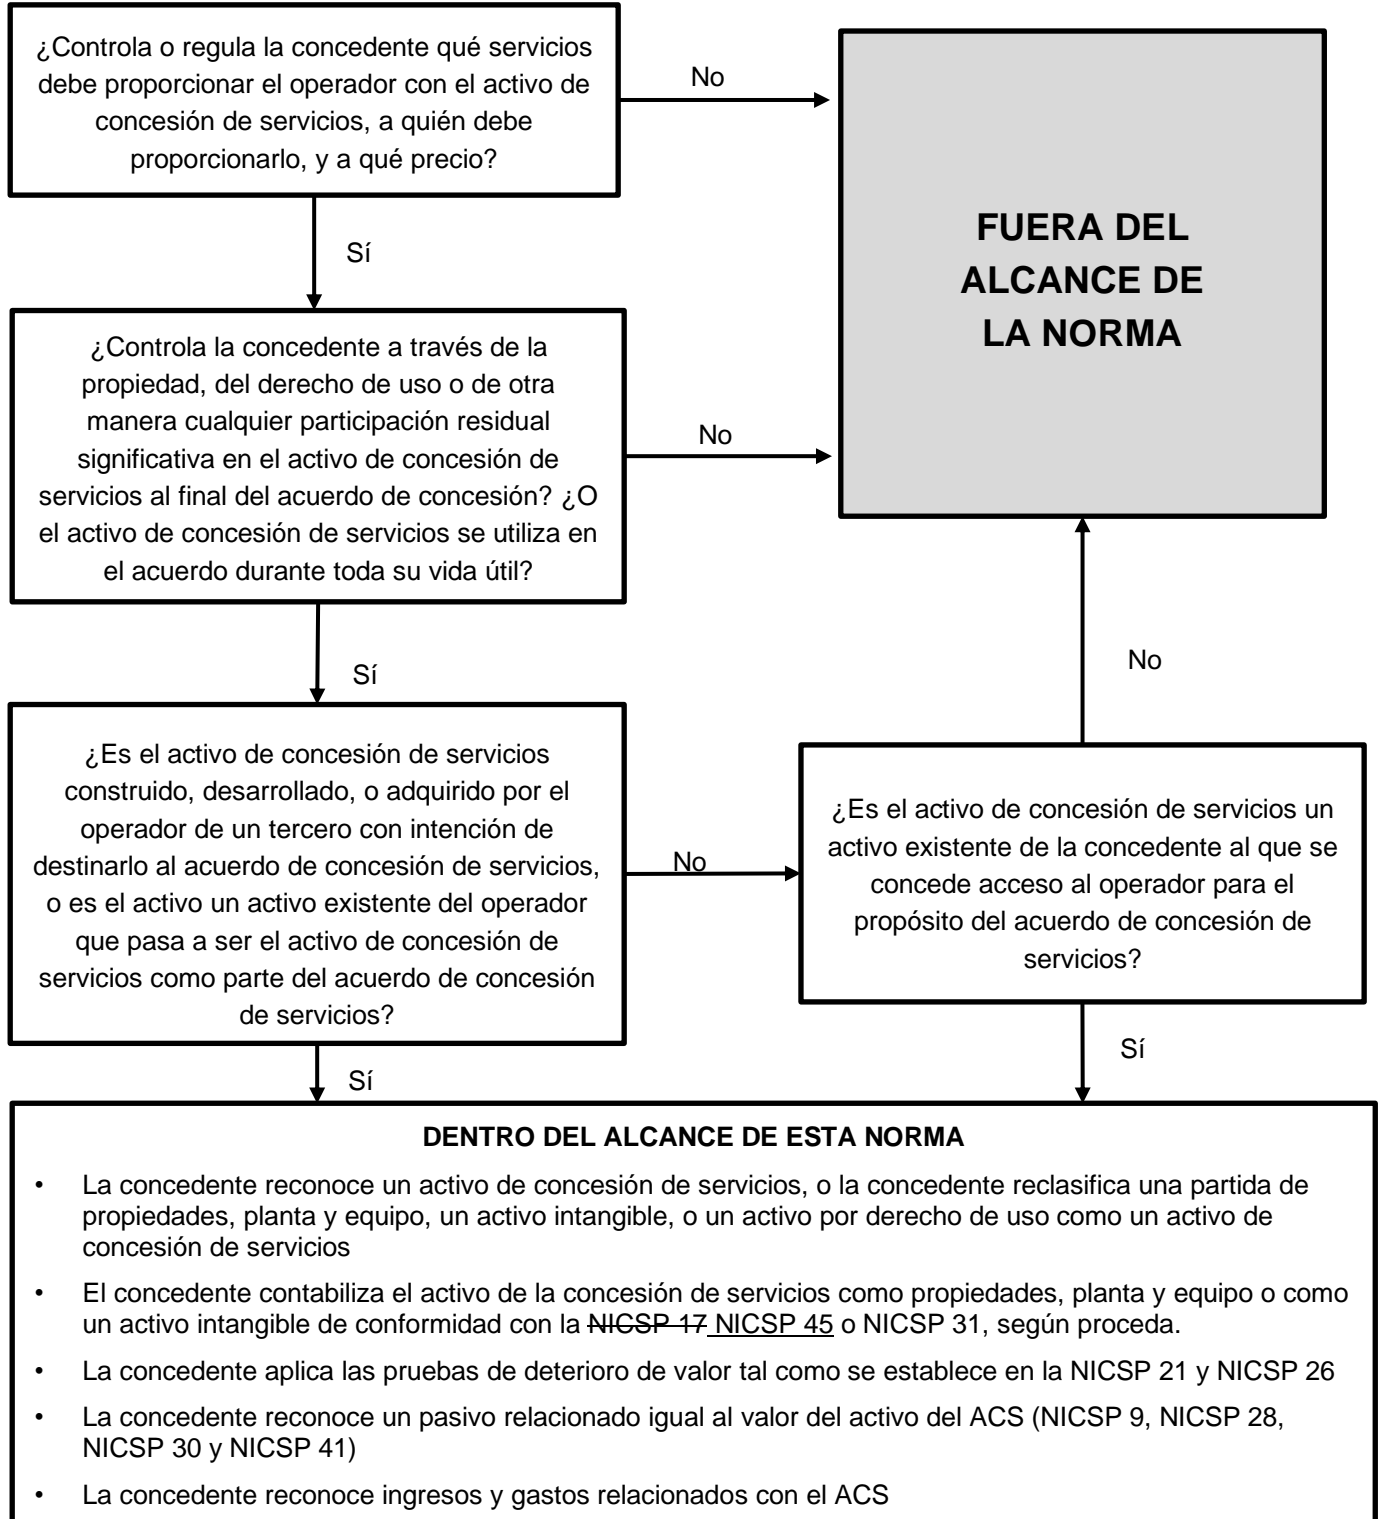 ¿Controla o regula la concedente qué servicios
debe proporcionar el operador con el activo de
concesión de servicios, a quién debe
proporcionarlo, y a qué precio?
No
FUERA DEL
ALCANCE DE
LA NORMA
Sí
¿Controla la concedente a través de la
propiedad, del derecho de uso o de otra
manera cualquier participación residual
significativa en el activo de concesión de
servicios al final del acuerdo de concesión? ¿O
el activo de concesión de servicios se utiliza en
el acuerdo durante toda su vida útil?
No
Sí
No
¿Es el activo de concesión de servicios
construido, desarrollado, o adquirido por el
operador de un tercero con intención de
destinarlo al acuerdo de concesión de servicios,
o es el activo un activo existente del operador
que pasa a ser el activo de concesión de
servicios como parte del acuerdo de concesión
de servicios?
No
¿Es el activo de concesión de servicios un
activo existente de la concedente al que se
concede acceso al operador para el
propósito del acuerdo de concesión de
servicios?
Sí
Sí
DENTRO DEL ALCANCE DE ESTA NORMA
• La concedente reconoce un activo de concesión de servicios, o la concedente reclasifica una partida de
propiedades, planta y equipo, un activo intangible, o un activo por derecho de uso como un activo de
concesión de servicios
• El concedente contabiliza el activo de la concesión de servicios como propiedades, planta y equipo o como
un activo intangible de conformidad con la NICSP 17 NICSP 45 o NICSP 31, según proceda.
• La concedente aplica las pruebas de deterioro de valor tal como se establece en la NICSP 21 y NICSP 26
• La concedente reconoce un pasivo relacionado igual al valor del activo del ACS (NICSP 9, NICSP 28,
NICSP 30 y NICSP 41)
• La concedente reconoce ingresos y gastos relacionados con el ACS